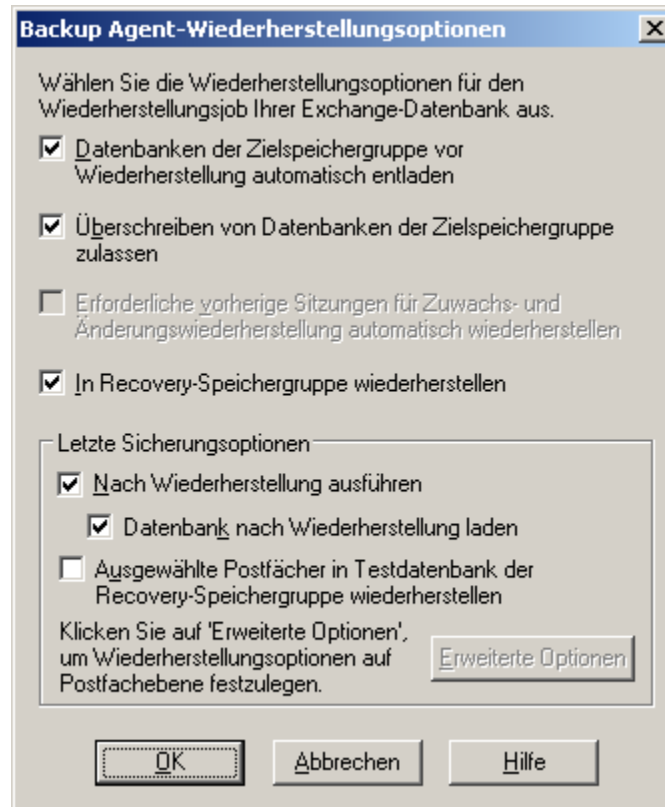 Backup Agent-Wiederherstellungsoptionen
Wählen Sie die Wiederherstellungsoptionen für den
Wiederherstellungsjob Ihrer Exchange-Datenbank aus.
Datenbanken der Zielspeichergruppe vor
Wiederherstellung automatisch entladen
Überschreiben von Datenbanken der Zielspeichergruppe
zulassen
Erforderliche vorherige Sitzungen für Zuwachs- und
Änderungswiederherstellung automatisch wiederherstellen
In Recovery-Speichergruppe wiederherstellen
Letzte Sicherungsoptionen
Nach Wiederherstellung ausführen
Datenbank nach Wiederherstellung laden
Ausgewählte Postfächer in Testdatenbank der
Recovery-Speichergruppe wiederherstellen
Klicken Sie auf 'Erweiterte Optionen',
um Wiederherstellungsoptionen auf
Postfachebene festzulegen.
Erweiterte Optionen
OK
Abbrechen
Hilfe